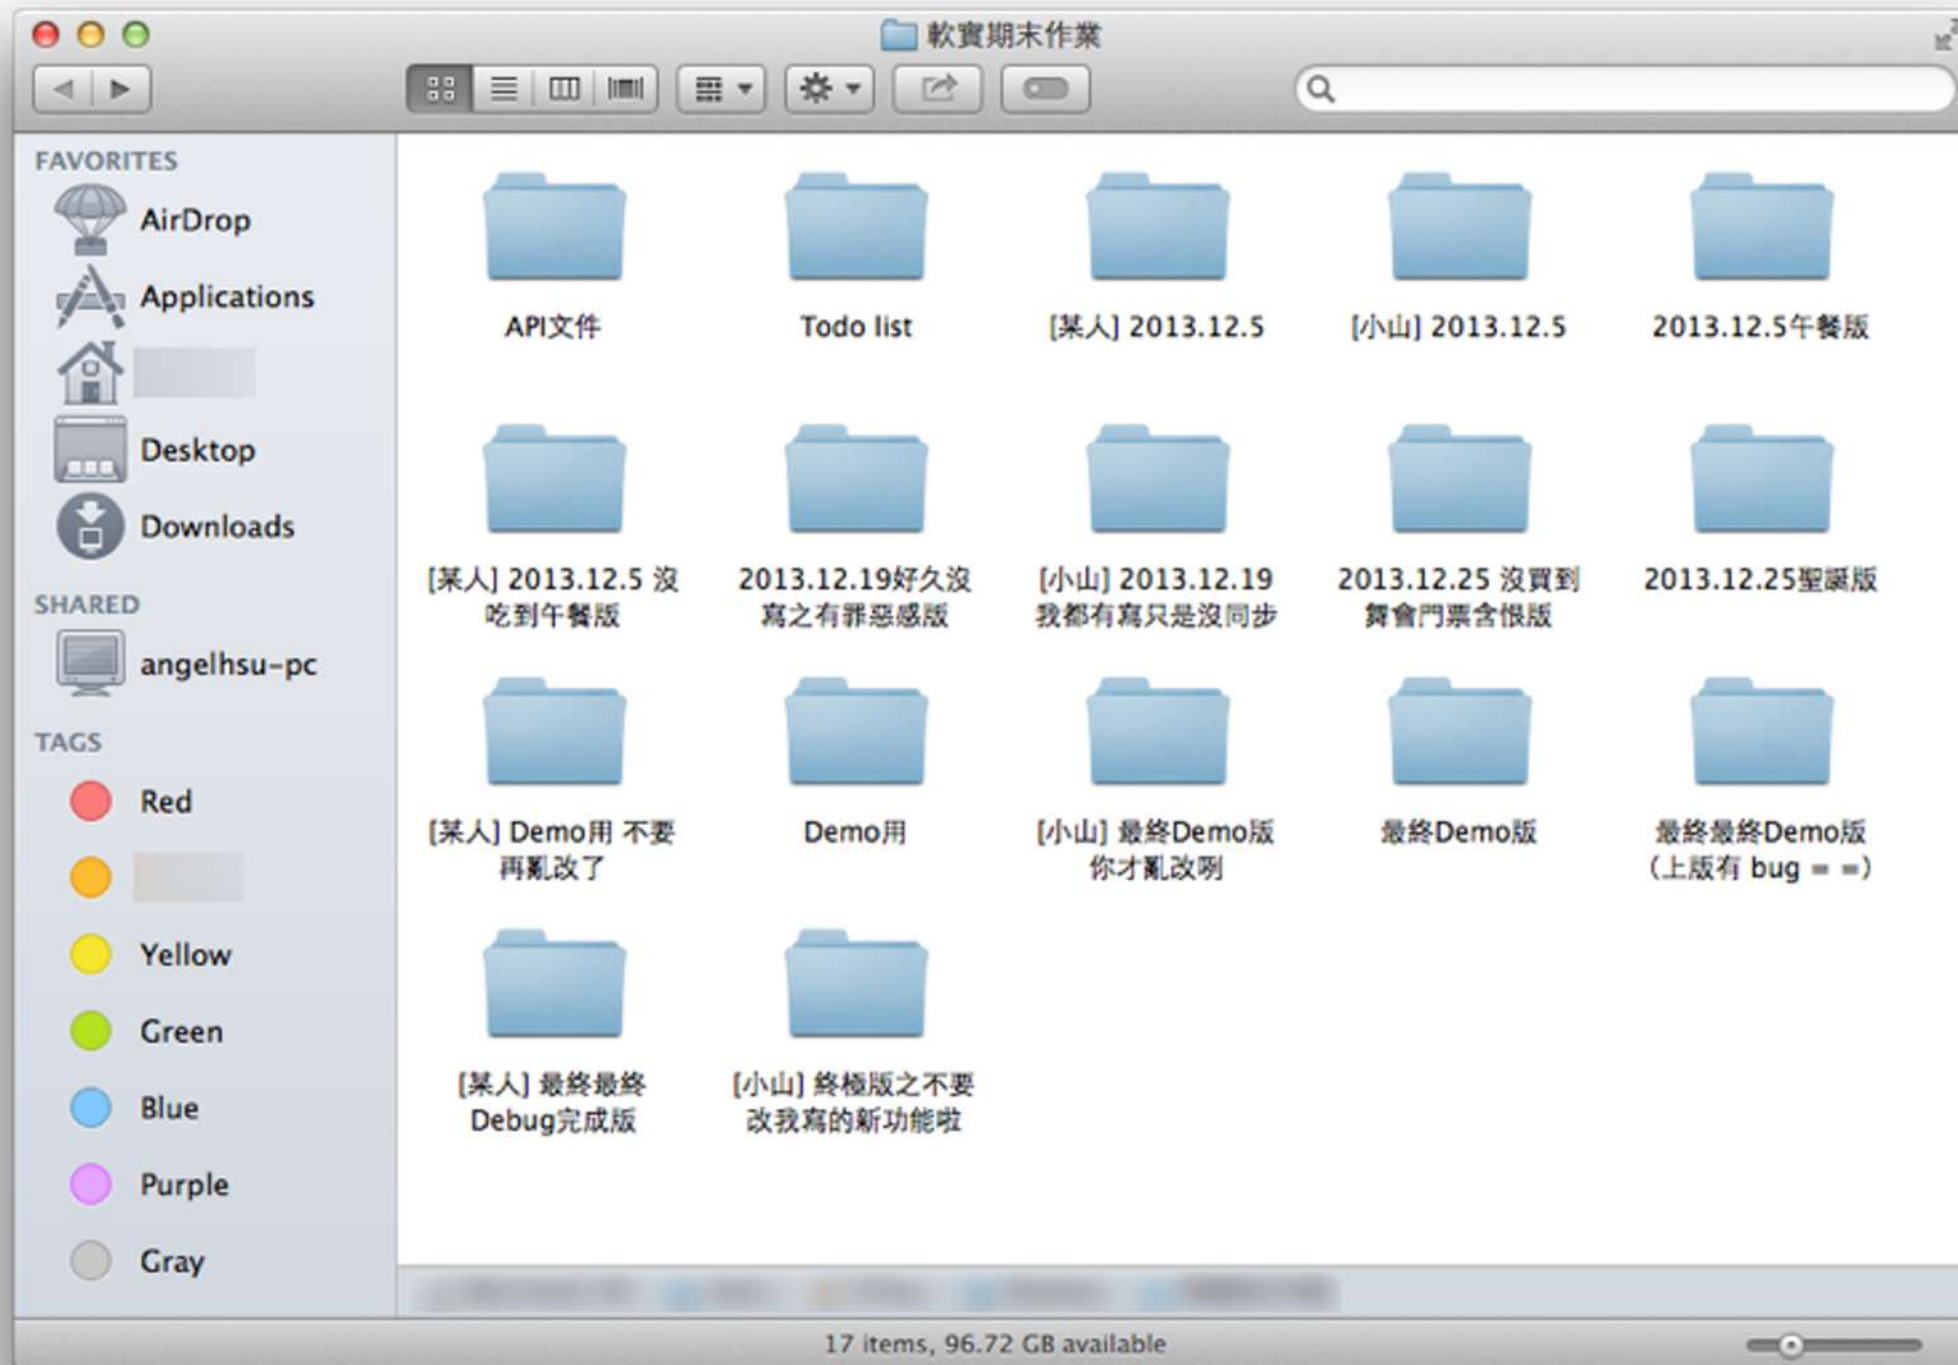 軟實期末作業
FAVORITES
AirDrop
Applications
Desktop
Downloads
SHARED
angelhsu-pc
TAGS
Red
Yellow
Green
Blue
Purple
Gray
API文件
Todo list
[某人] 2013.12.5
[小山] 2013.12.5
2013.12.5午餐版
[某人] 2013.12.5 沒
吃到午餐版
2013.12.19好久沒
寫之有罪惡感版
[小山] 2013.12.19
我都有寫只是沒同步
2013.12.25 沒買到
舞會門票含恨版
2013.12.25聖誕版
[某人] Demo用 不要
再亂改了
Demo用
[小山] 最終Demo版
你才亂改咧
最終Demo版
最終最終Demo版
（上版有 bug = =）
[某人] 最終最終
Debug完成版
[小山] 終極版之不要
改我寫的新功能啦
17 items, 96.72 GB available